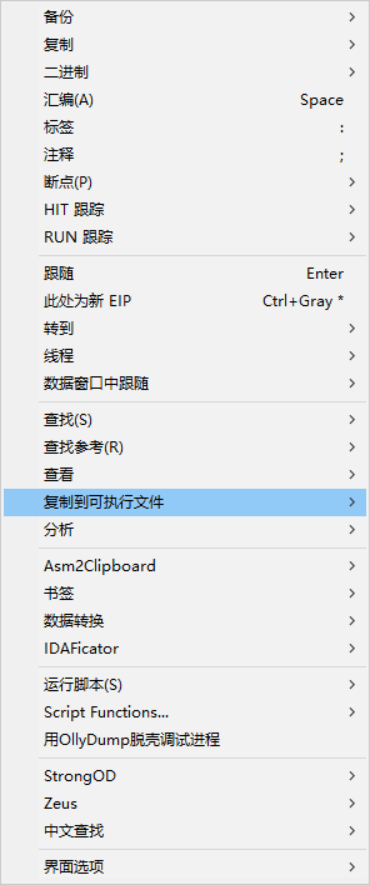 备份
复制
二进制
汇编(A) Space
标签 :
注释 ;
断点(P)
HIT 跟踪
RUN 跟踪
跟随 Enter
此处为新 EIP Ctrl+Gray *
转到
线程
数据窗口中跟随
查找(S)
查找参考(R)
查看
复制到可执行文件
分析
Asm2Clipboard
书签
数据转换
IDAFicator
运行脚本(S)
Script Functions...
用OllyDump脱壳调试进程
StrongOD
Zeus
中文查找
界面选项